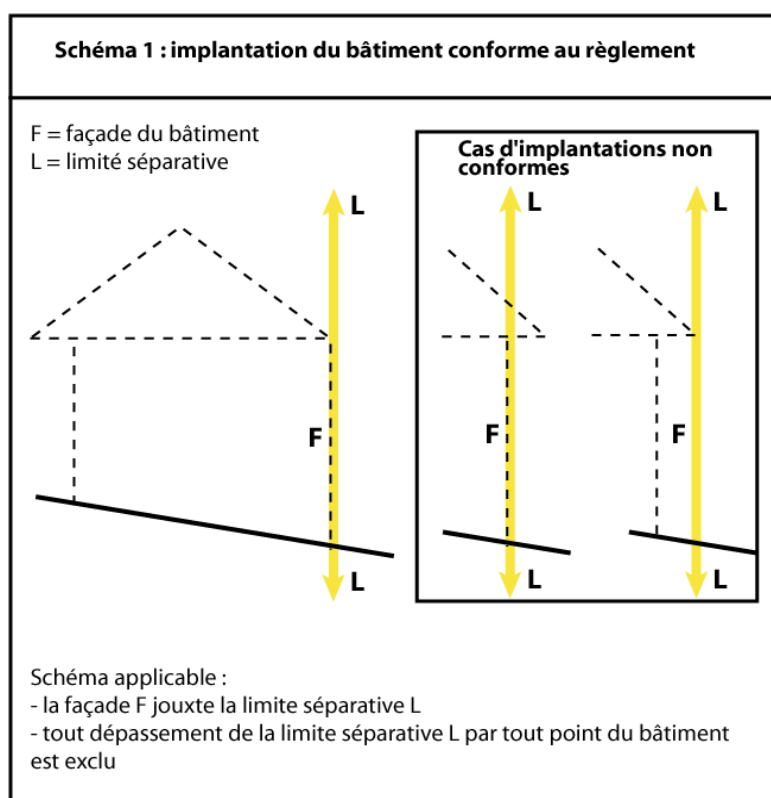 Schéma 1 : implantation du bâtiment conforme au règlement
F = façade du bâtiment
L = limité séparative
Cas d'implantations non
conformes
L
L
L
F
F
F
L
L
L
Schéma applicable :
- la façade F jouxte la limite séparative L
- tout dépassement de la limite séparative L par tout point du bâtiment
est exclu